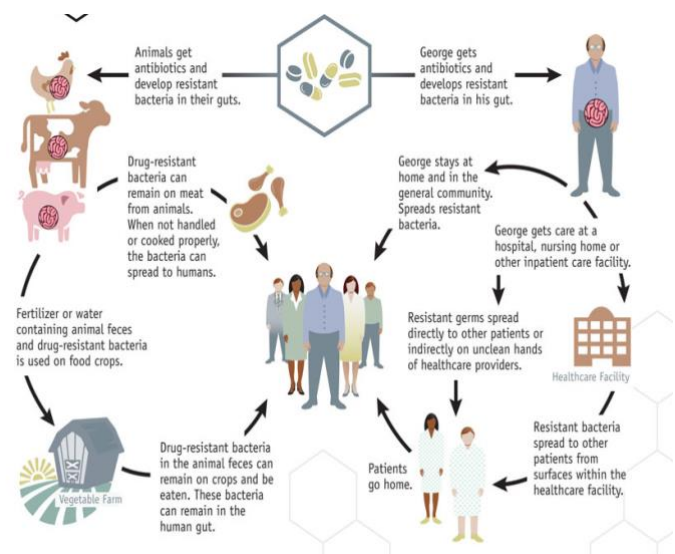 Animals get
antibiotics and
develop resistant
bacteria in their guts.
George gets
antibiotics and
develops resistant
bacteria in his gut.
Drug-resistant
bacteria can
remain on meat
from animals.
When not handled
or cooked properly,
the bacteria can
spread to humans.
George stays at
home and in the
general community.
Spreads resistant
bacteria.
George gets care at a
hospital, nursing home or
other inpatient care facility.
Fertilizer or water
containing animal feces
and drug-resistant bacteria
is used on food crops.
Resistant germs spread
directly to other patients or
indirectly on unclean hands
of healthcare providers.
Healthcare Facility
Drug-resistant bacteria
in the animal feces can
remain on crops and be
eaten. These bacteria
can remain in the
human gut.
Vegetable Farm
Patients
go home.
Resistant bacteria
spread to other
patients from
surfaces within the
healthcare facility.